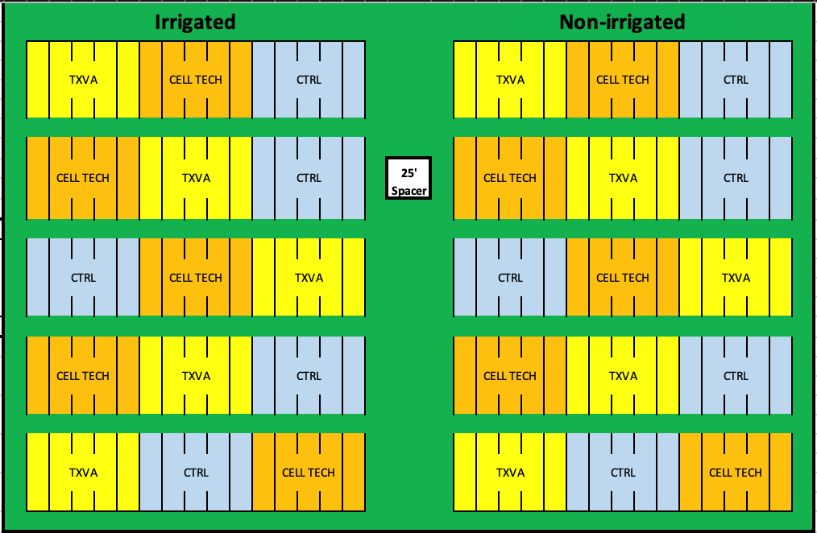 Irrigated Non-irrigated
TXVA CELL TECH CTRL TXVA CELL TECH CTRL
25'
Spacer
CELL TECH TXVA CTRL CELL TECH TXVA CTRL
CTRL CELL TECH TXVA CTRL CELL TECH TXVA
CELL TECH TXVA CTRL CELL TECH TXVA CTRL
TXVA CTRL CELL TECH TXVA CTRL CELL TECH